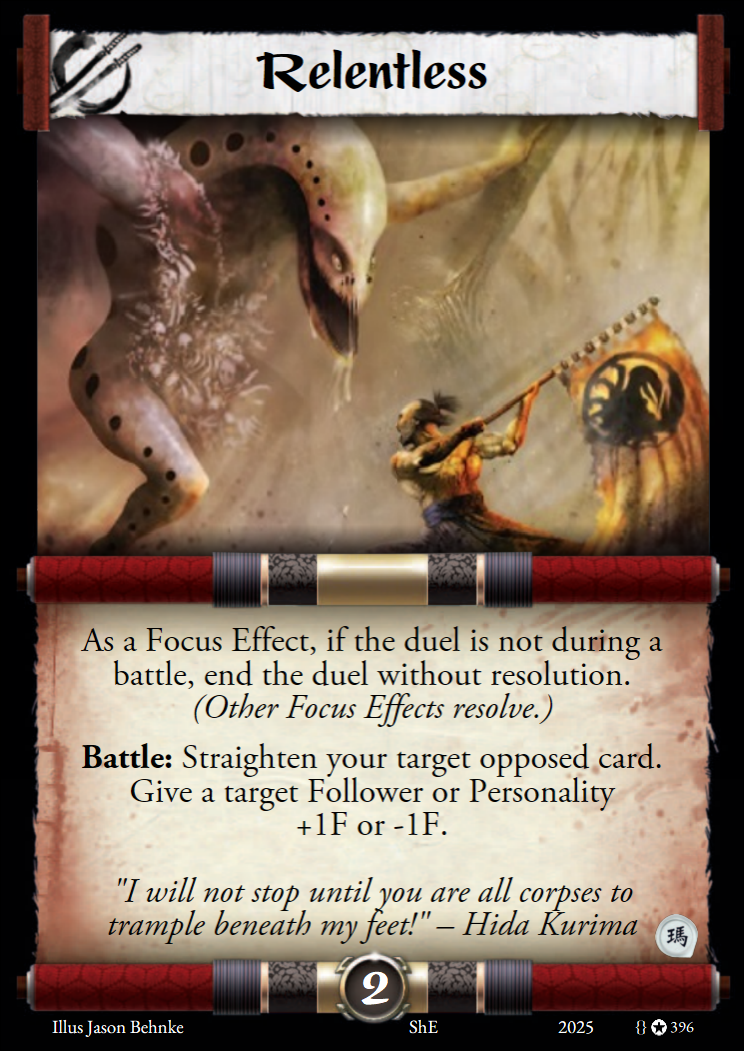 Relentless
As a Focus Effect, if the duel is not during a
battle, end the duel without resolution.
(Other Focus Effects resolve.)
Battle: Straighten your target opposed card.
Give a target Follower or Personality
+1F or -1F.
"I will not stop until you are all corpses to
trample beneath my feet!" – Hida Kurima
瑪
2
Illus Jason Behnke ShE 2025 {} ✪ 396